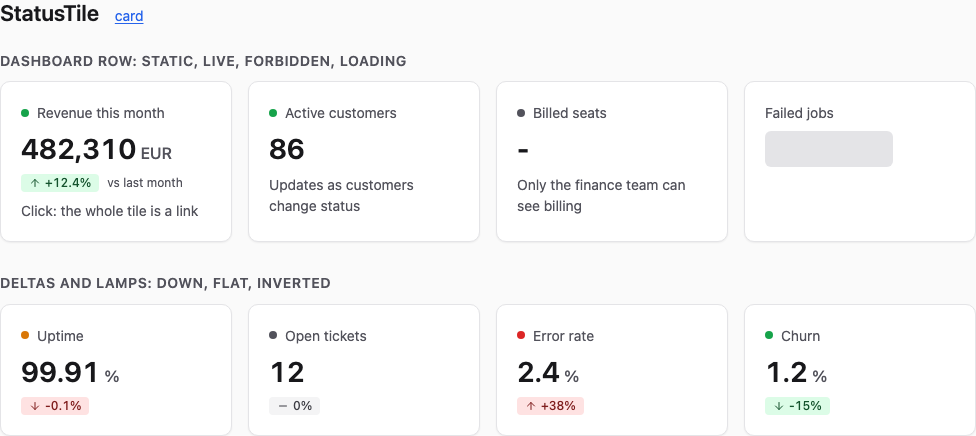 StatusTile card
DASHBOARD ROW: STATIC, LIVE, FORBIDDEN, LOADING
Revenue this month
482,310 EUR
↑ +12.4% vs last month
Click: the whole tile is a link
Active customers
86
Updates as customers
change status
Billed seats
-
Only the finance team can
see billing
Failed jobs
DELTAS AND LAMPS: DOWN, FLAT, INVERTED
Uptime
99.91 %
↓ -0.1%
Open tickets
12
− 0%
Error rate
2.4 %
↑ +38%
Churn
1.2 %
↓ -15%